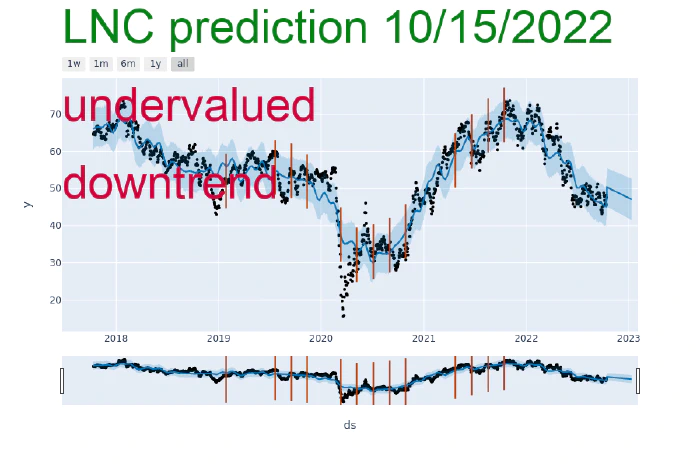 LNC prediction 10/15/2022
1w 1m 6m 1y all
undervalued
downtrend
70
60
50
40
30
20
y
2018 2019 2020 2021 2022 2023
ds